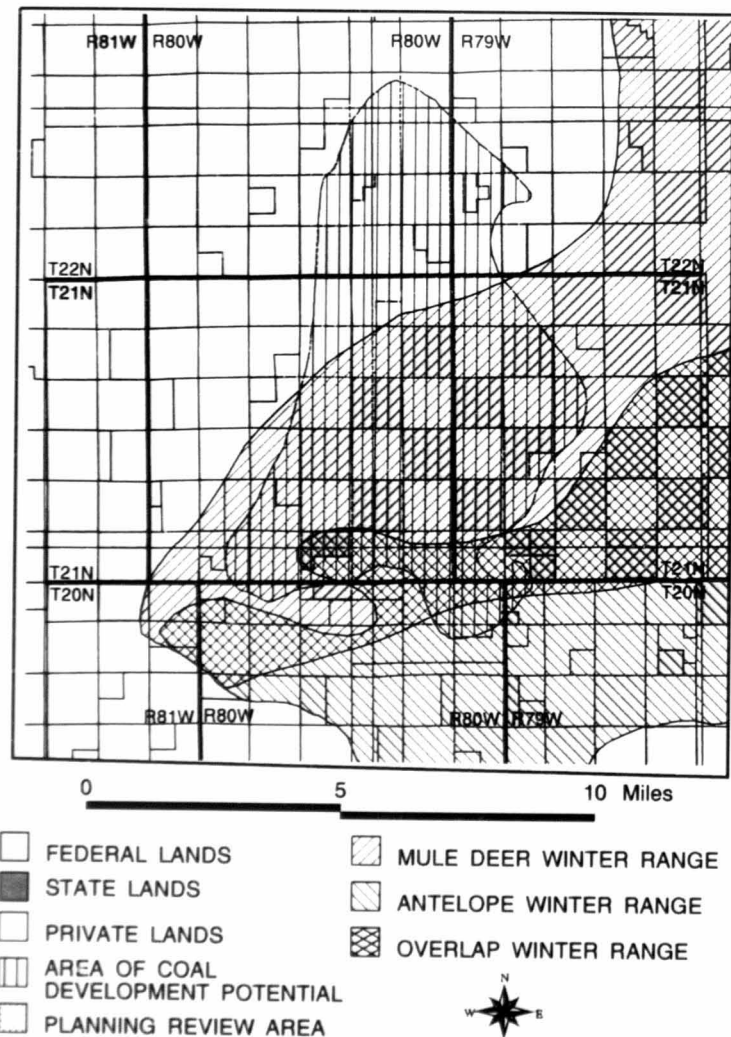 R81W R80W R80W R79W
T22N T22N
T21N T21N
T21N T21N
T20N T20N
R81W R80W R80W R79W
0 5 10 Miles
FEDERAL LANDS
STATE LANDS
PRIVATE LANDS
AREA OF COAL
DEVELOPMENT POTENTIAL
PLANNING REVIEW AREA
MULE DEER WINTER RANGE
ANTELOPE WINTER RANGE
OVERLAP WINTER RANGE
N
W E
S